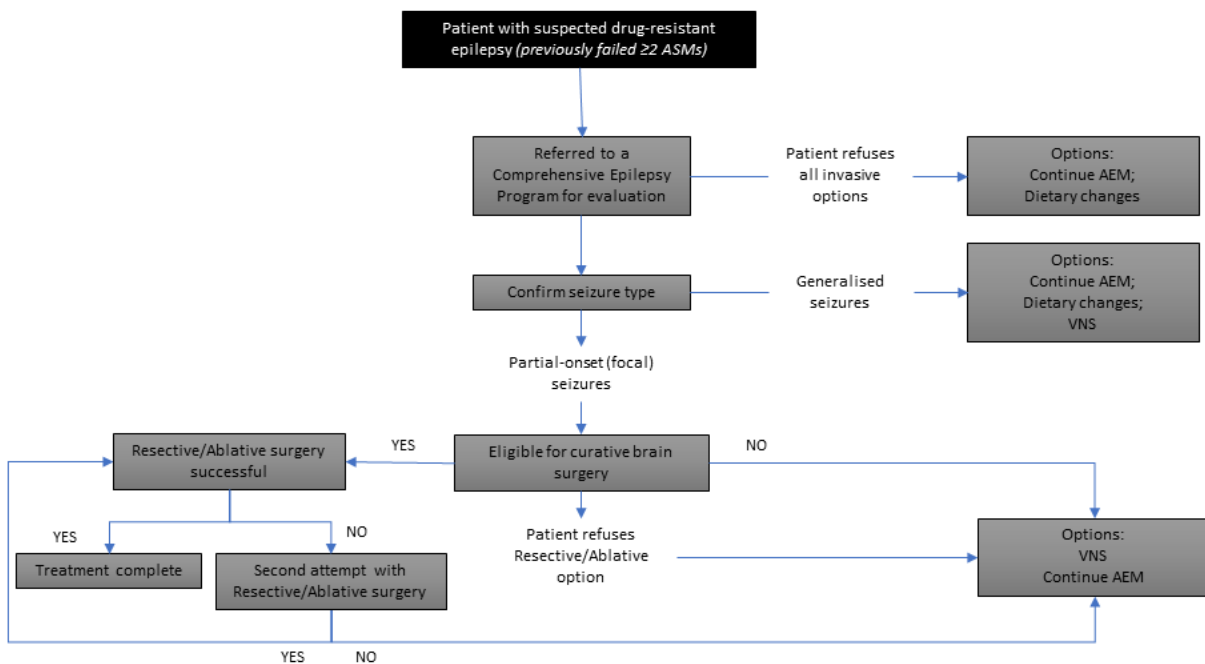 Patient with suspected drug-resistant
epilepsy (previously failed ≥2 ASMs)
Referred to a
Comprehensive Epilepsy
Program for evaluation
Patient refuses
all invasive
options
Options:
Continue AEM;
Dietary changes
Confirm seizure type
Generalised
seizures
Options:
Continue AEM;
Dietary changes;
VNS
Partial-onset (focal)
seizures
Resective/Ablative surgery
successful
YES
Eligible for curative brain
surgery
NO
YES
NO
Patient refuses
Resective/Ablative
option
Options:
VNS
Continue AEM
Treatment complete
Second attempt with
Resective/Ablative surgery
YES
NO